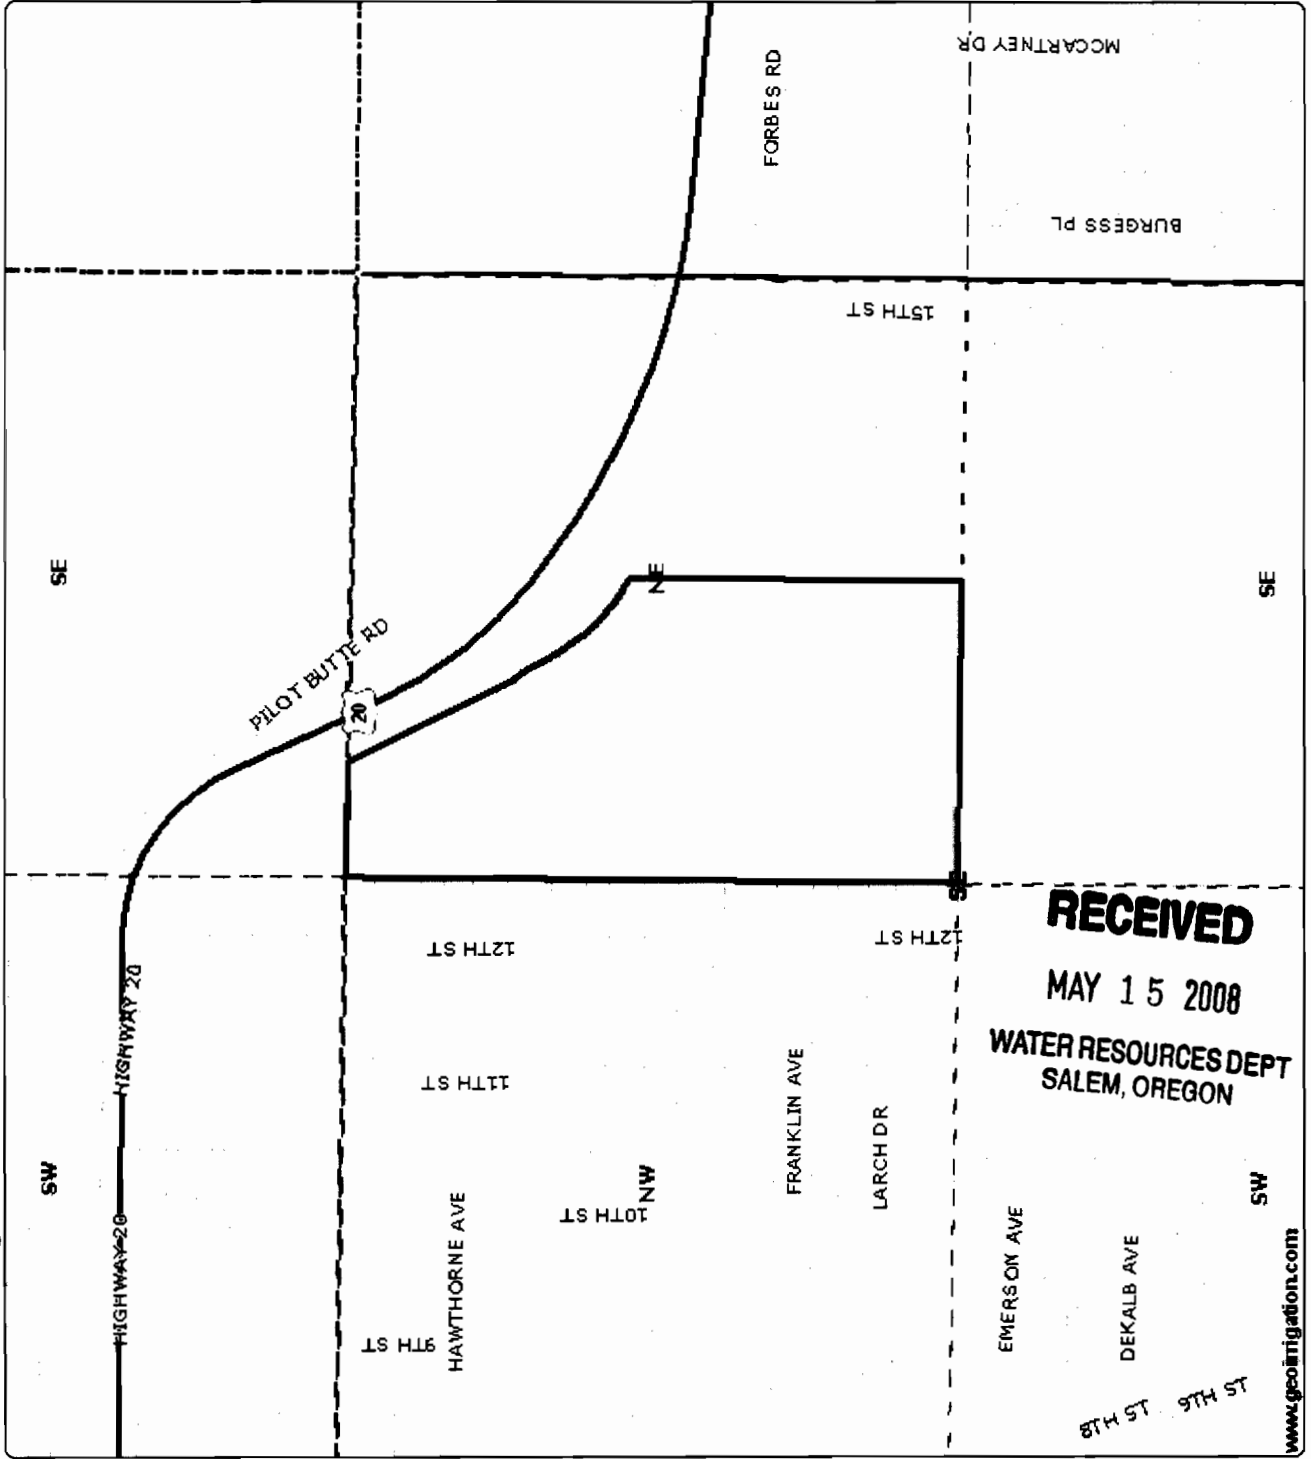 MCCARTNEY DR
FORBES RD
BURGESS PL
15TH ST
SE
NE
SE
PILOT BUTTE RD
20
SE
12TH ST
12TH ST
RECEIVED
MAY 15 2008
WATER RESOURCES DEPT
SALEM, OREGON
HIGHWAY 20
11TH ST
FRANKLIN AVE
LARCH DR
SW
NW
SW
10TH ST
HIGHWAY 20
HAWTHORNE AVE
EMERSON AVE
DEKALB AVE
9TH ST
8TH ST
9TH ST
www.geoirrigation.com